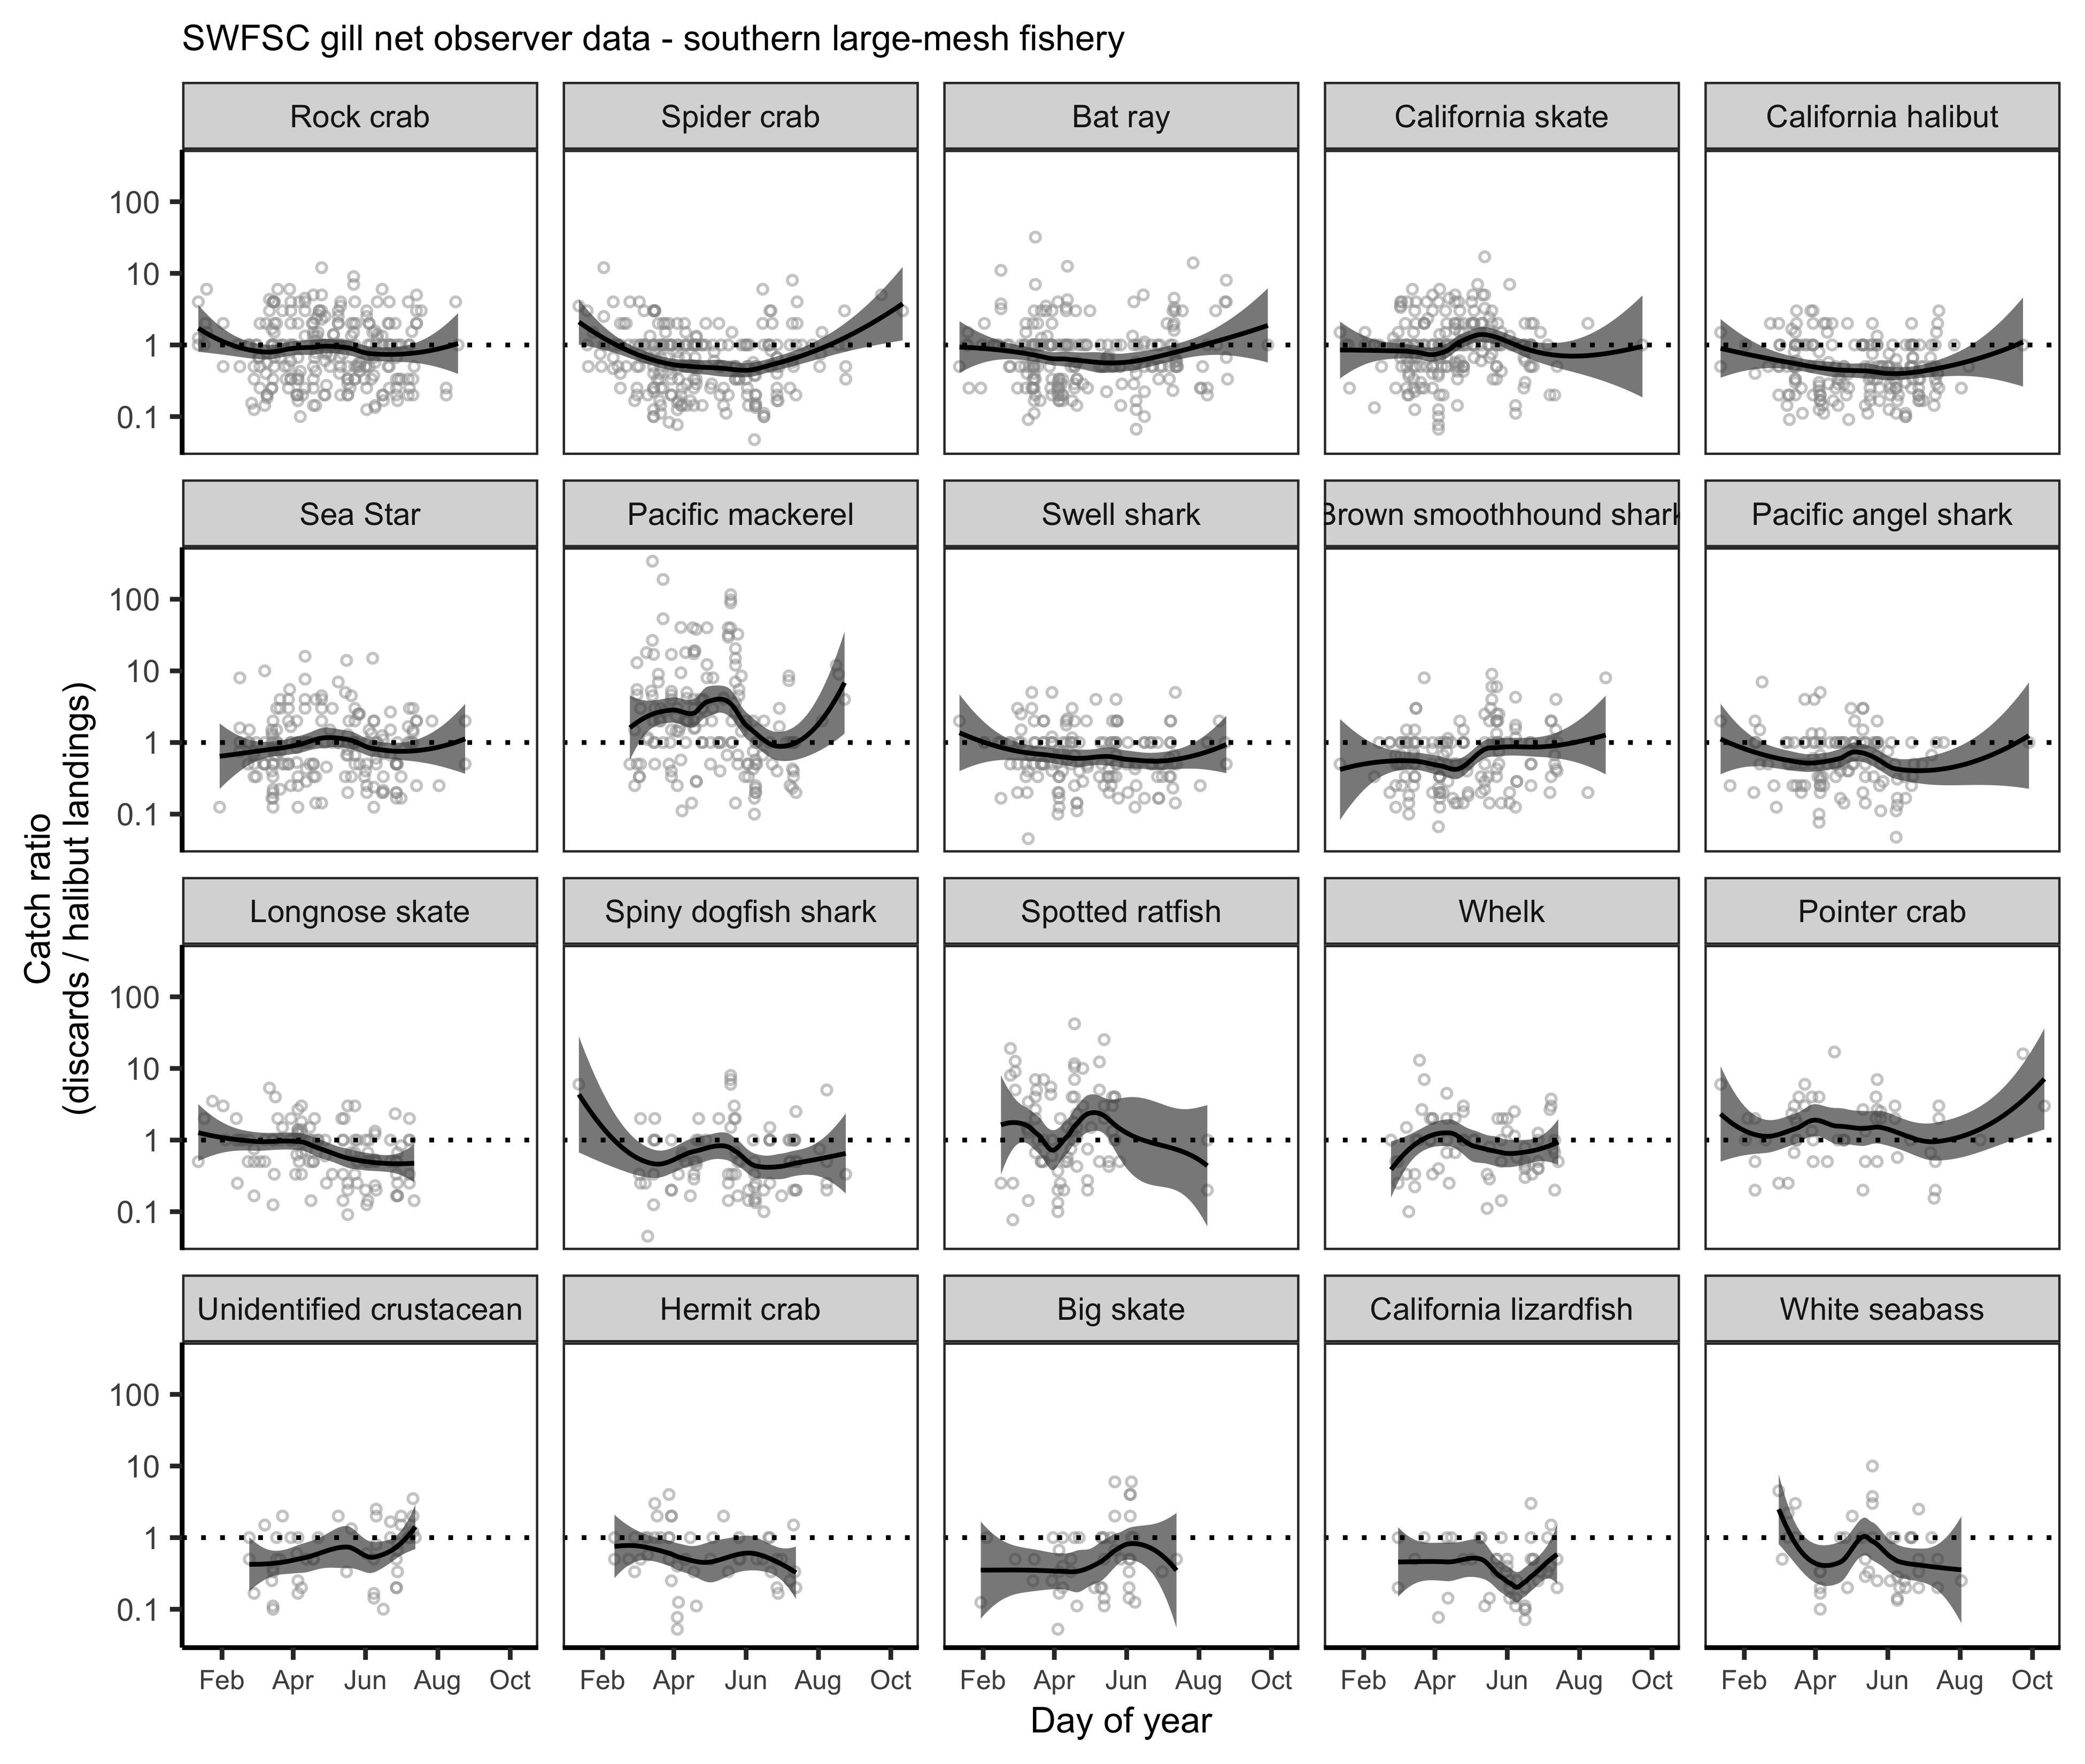 SWFSC gill net observer data - southern large-mesh fishery
Rock crab Spider crab Bat ray California skate California halibut
100
10
1
0.1
Sea Star Pacific mackerel Swell shark Brown smoothhound shark Pacific angel shark
100
10
1
0.1
Longnose skate Spiny dogfish shark Spotted ratfish Whelk Pointer crab
100
10
1
0.1
Unidentified crustacean Hermit crab Big skate California lizardfish White seabass
100
10
1
0.1
Feb Apr Jun Aug Oct Feb Apr Jun Aug Oct Feb Apr Jun Aug Oct Feb Apr Jun Aug Oct Feb Apr Jun Aug Oct
Day of year
Catch ratio
(discards / halibut landings)